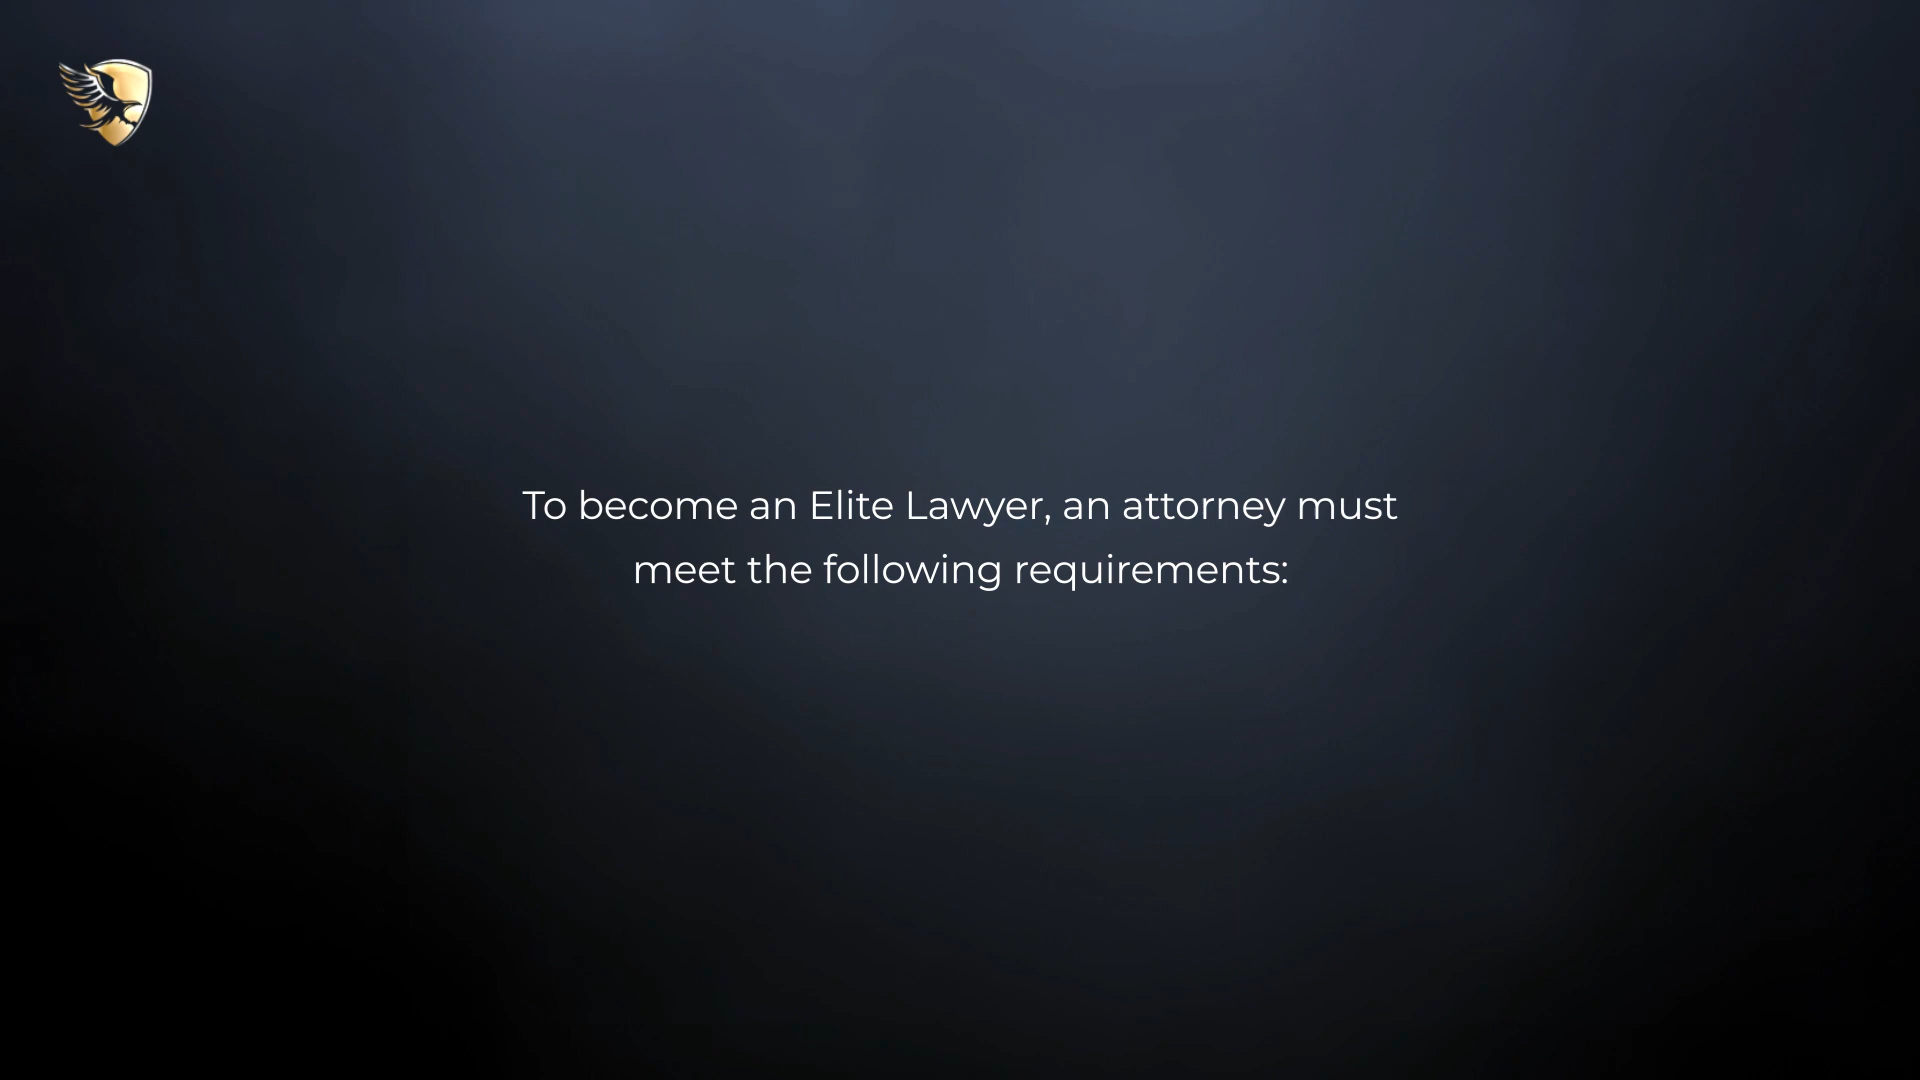 To become an Elite Lawyer, an attorney must
meet the following requirements: